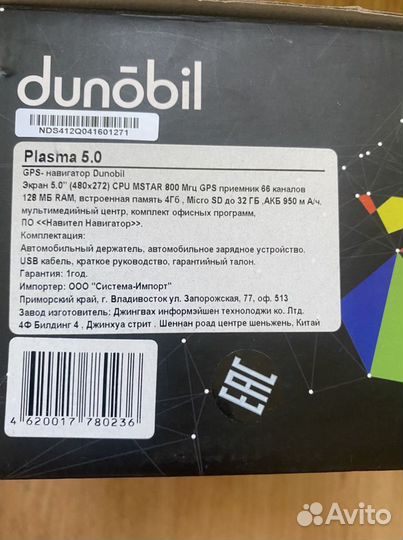 dunōbil
NDS412Q041601271
Plasma 5.0
GPS- навигатор Dunobil
Экран 5.0" (480x272) CPU MSTAR 800 Мгц GPS приемник 66 каналов
128 МБ RAM, встроенная память 4Гб , Micro SD до 32 ГБ ,АКБ 950 м А/ч,
мультимедийный центр, комплект офисных программ,
ПО <<Навител Навигатор>>.
Комплектация:
Автомобильный держатель, автомобильное зарядное устройство.
USB кабель, краткое руководство, гарантийный талон.
Гарантия: 1год.
Импортер: ООО "Система-Импорт"
Приморский край, г. Владивосток ул. Запорожская, 77, оф. 513
Завод изготовитель: Джингвах информэйшен технолоджи ко. Лтд.
4Ф Билдинг 4 , Джинхуа стрит , Шеннан роад центре шеньжень, Китай
4 620017 780236
EAC
Avito